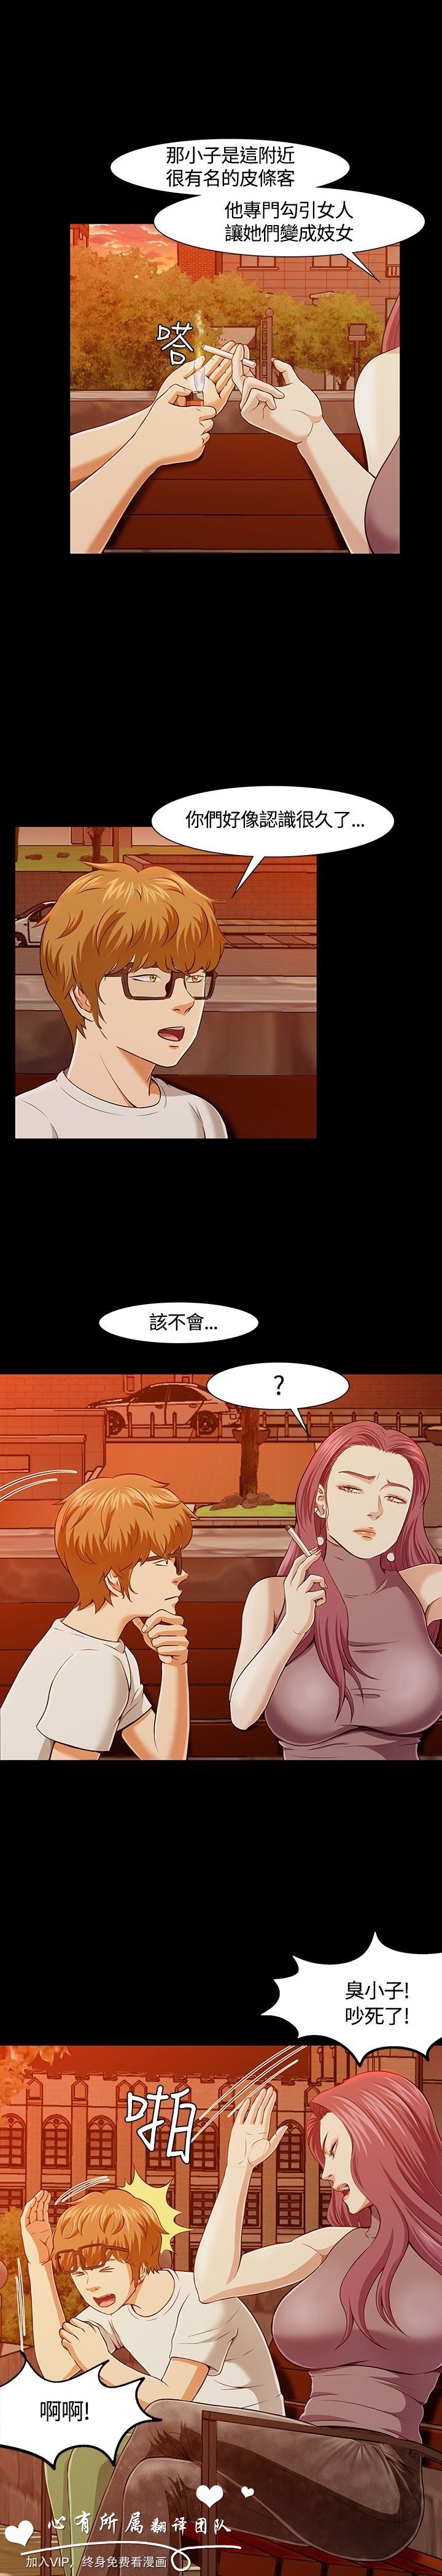 那小子是這附近
很有名的皮條客
他專門勾引女人
讓她們變成妓女
嗒
你們好像認識很久了...
該不會...
?
臭小子!
吵死了!
啪
啊啊!
心有所属翻译团队
加入VIP，终身免费看漫画